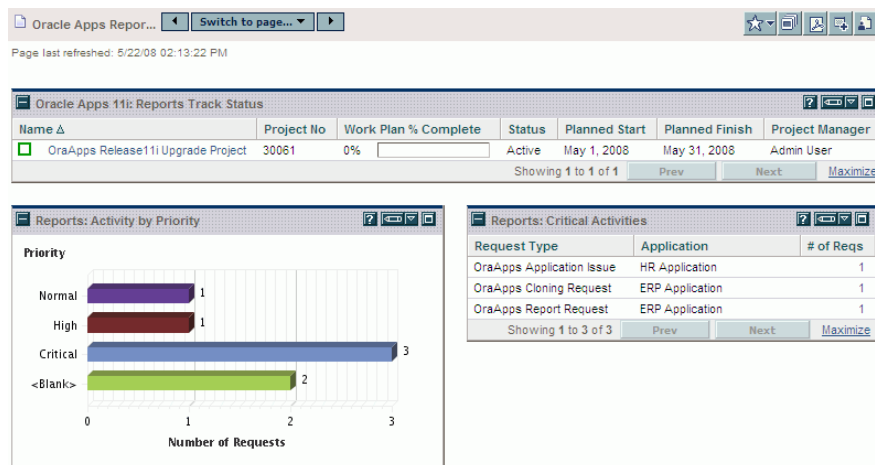 Oracle Apps Repor... Switch to page...
Page last refreshed: 5/22/08 02:13:22 PM
Oracle Apps 11i: Reports Track Status
Name Project No Work Plan % Complete Status Planned Start Planned Finish Project Manager
OraApps Release11i Upgrade Project 30061 0% Active May 1, 2008 May 31, 2008 Admin User
Showing 1 to 1 of 1 Prev Next Maximize
Reports: Activity by Priority
Priority
Normal 1
High 1
Critical 3
<Blank> 2
0 1 2 3
Number of Requests
Reports: Critical Activities
Request Type Application # of Reqs
OraApps Application Issue HR Application 1
OraApps Cloning Request ERP Application 1
OraApps Report Request ERP Application 1
Showing 1 to 3 of 3 Prev Next Maximize